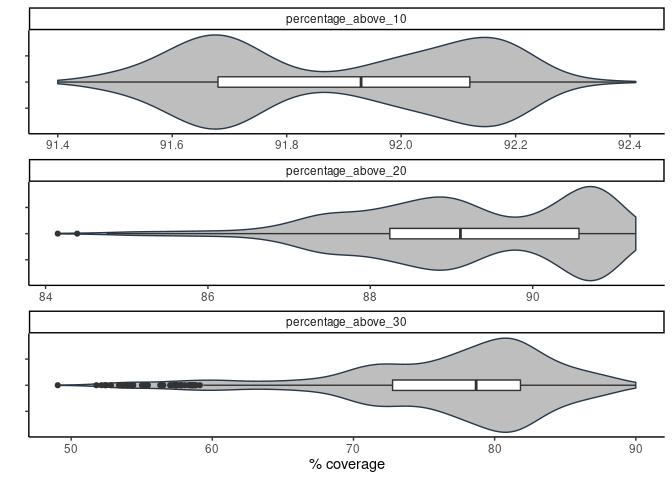 percentage_above_10
91.4 91.6 91.8 92.0 92.2 92.4
percentage_above_20
84 86 88 90
percentage_above_30
50 60 70 80 90
% coverage